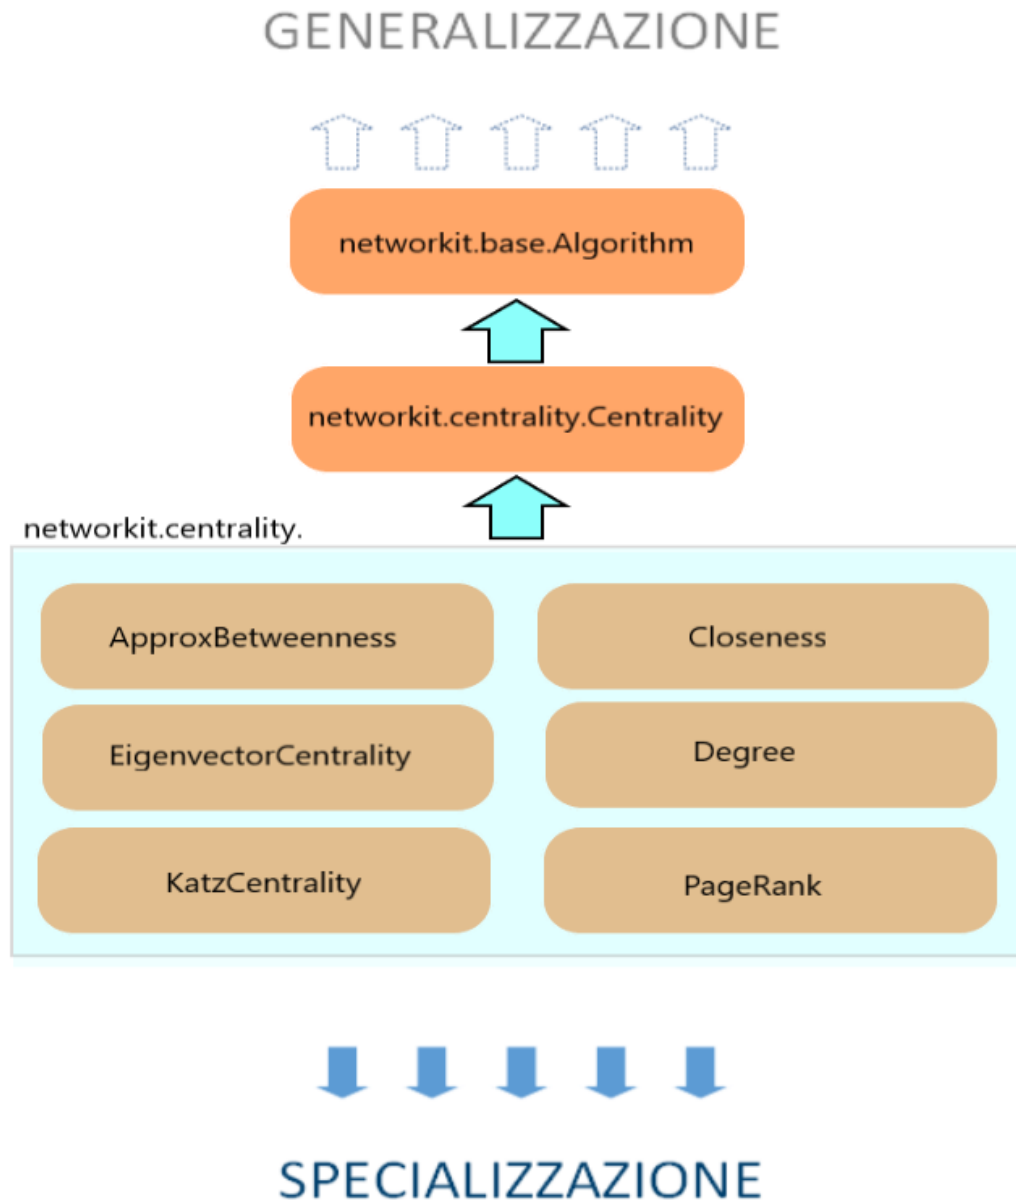 GENERALIZZAZIONE
networkit.base.Algorithm
networkit.centrality.Centrality
networkit.centrality.
ApproxBetweenness
Closeness
EigenvectorCentrality
Degree
KatzCentrality
PageRank
SPECIALIZZAZIONE